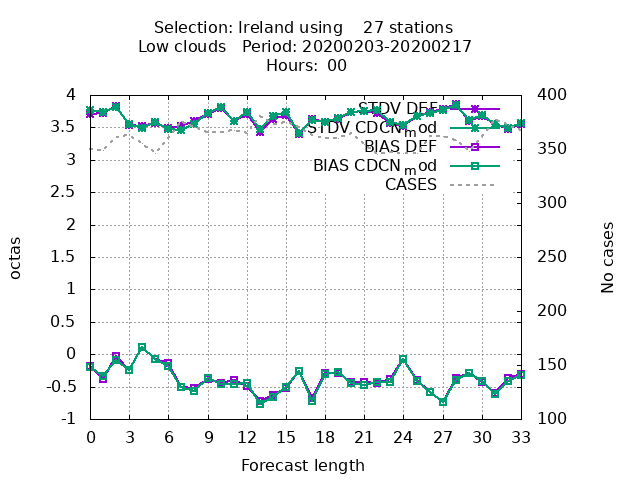 Selection: Ireland using    27 stations
Low clouds   Period: 20200203-20200217
Hours:  00
STDV DEF
STDV CDCN_mod
BIAS DEF
BIAS CDCN_mod
CASES
octas
4
3.5
3
2.5
2
1.5
1
0.5
0
-0.5
-1
400
350
300
250
200
150
100
No cases
0 3 6 9 12 15 18 21 24 27 30 33
Forecast length